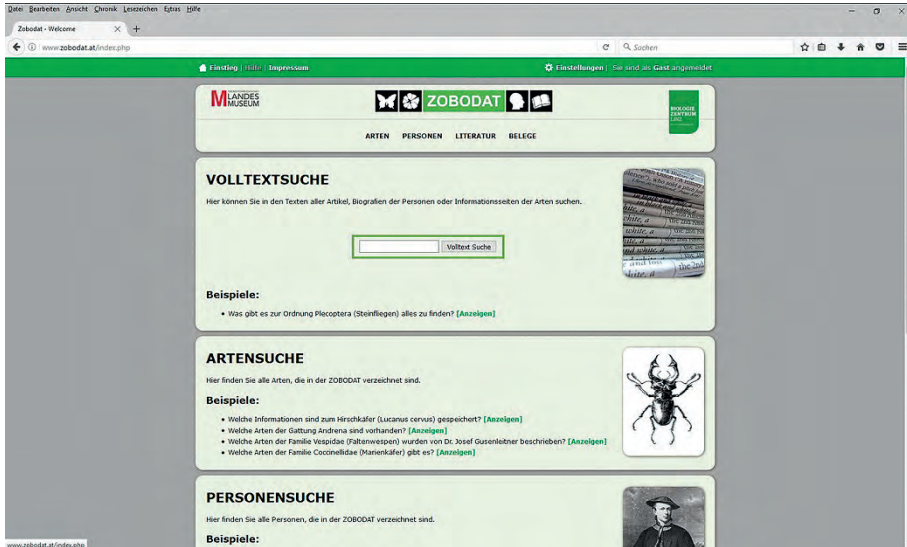 Datei Bearbeiten Ansicht Chronik Lesezeichen Extras Hilfe
Zobodat - Welcome
www.zobodat.at/index.php
Suchen
Einstieg | Hilfe | Impressum
Einstellungen | Sie sind als Gast angemeldet
LANDES
MUSEUM
ZOBODAT
BIOLOGIE
ZENTRUM
LINZ
ARTEN PERSONEN LITERATUR BELEGE
VOLLTEXTSUCHE
Hier können Sie in den Texten aller Artikel, Biografien der Personen oder Informationsseiten der Arten suchen.
Volltext Suche
Beispiele:
• Was gibt es zur Ordnung Plecoptera (Steinfliegen) alles zu finden? [Anzeigen]
ARTENSUCHE
Hier finden Sie alle Arten, die in der ZOBODAT verzeichnet sind.
Beispiele:
• Welche Informationen sind zum Hirschkäfer (Lucanus cervus) gespeichert? [Anzeigen]
• Welche Arten der Gattung Andrena sind vorhanden? [Anzeigen]
• Welche Arten der Familie Vespidae (Faltenwespen) wurden von Dr. Josef Gusenleitner beschrieben? [Anzeigen]
• Welche Arten der Familie Coccinellidae (Marienkäfer) gibt es? [Anzeigen]
PERSONENSUCHE
Hier finden Sie alle Personen, die in der ZOBODAT verzeichnet sind.
Beispiele:
www.zobodat.at/index.php